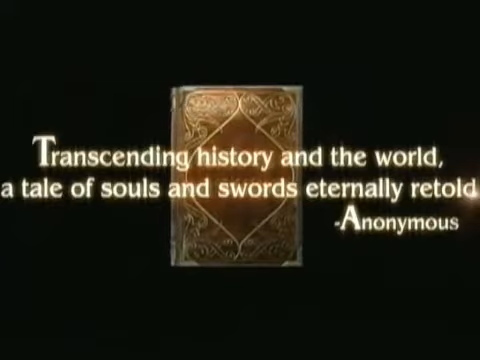 Transcending history and the world,
a tale of souls and swords eternally retold
-Anonymous